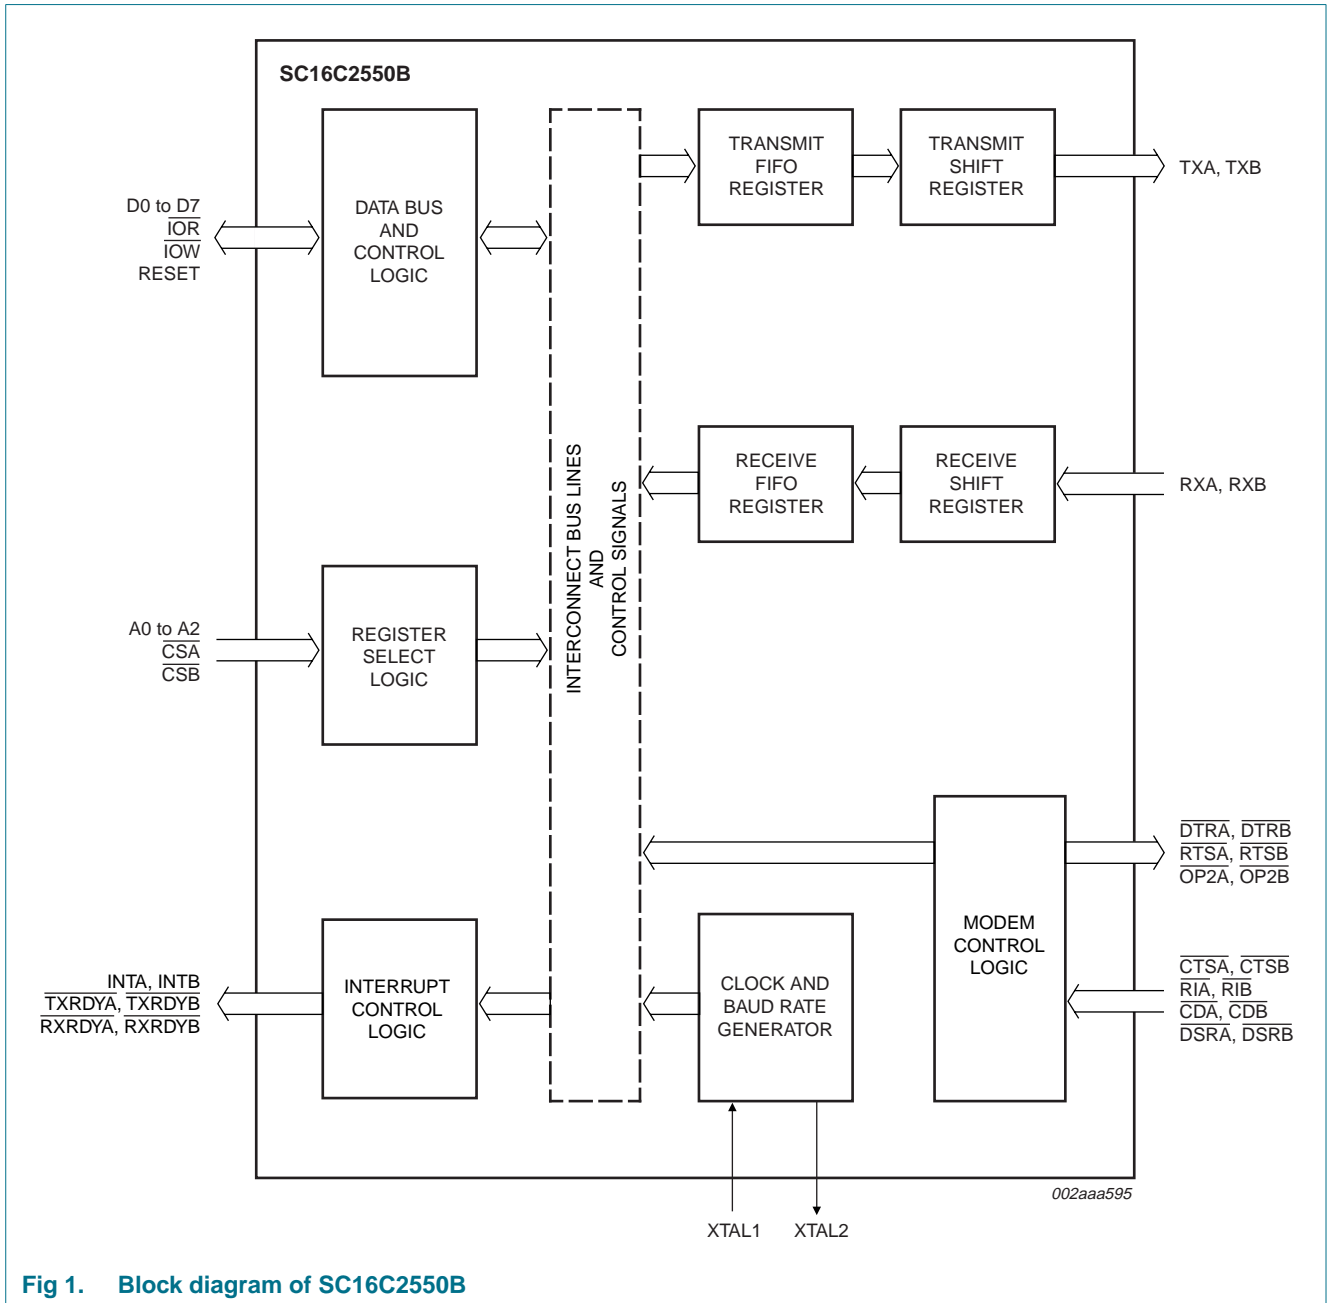 SC16C2550B
D0 to D7
IOR
IOW
RESET
DATA BUS
AND
CONTROL
LOGIC
TRANSMIT
FIFO
REGISTER
TRANSMIT
SHIFT
REGISTER
TXA, TXB
INTERCONNECT BUS LINES
AND
CONTROL SIGNALS
RECEIVE
FIFO
REGISTER
RECEIVE
SHIFT
REGISTER
RXA, RXB
A0 to A2
CSA
CSB
REGISTER
SELECT
LOGIC
DTRA, DTRB
RTSA, RTSB
OP2A, OP2B
MODEM
CONTROL
LOGIC
CTSA, CTSB
RIA, RIB
CDA, CDB
DSRA, DSRB
INTA, INTB
TXRDYA, TXRDYB
RXRDYA, RXRDYB
INTERRUPT
CONTROL
LOGIC
CLOCK AND
BAUD RATE
GENERATOR
002aaa595
XTAL1 XTAL2
Fig 1. Block diagram of SC16C2550B